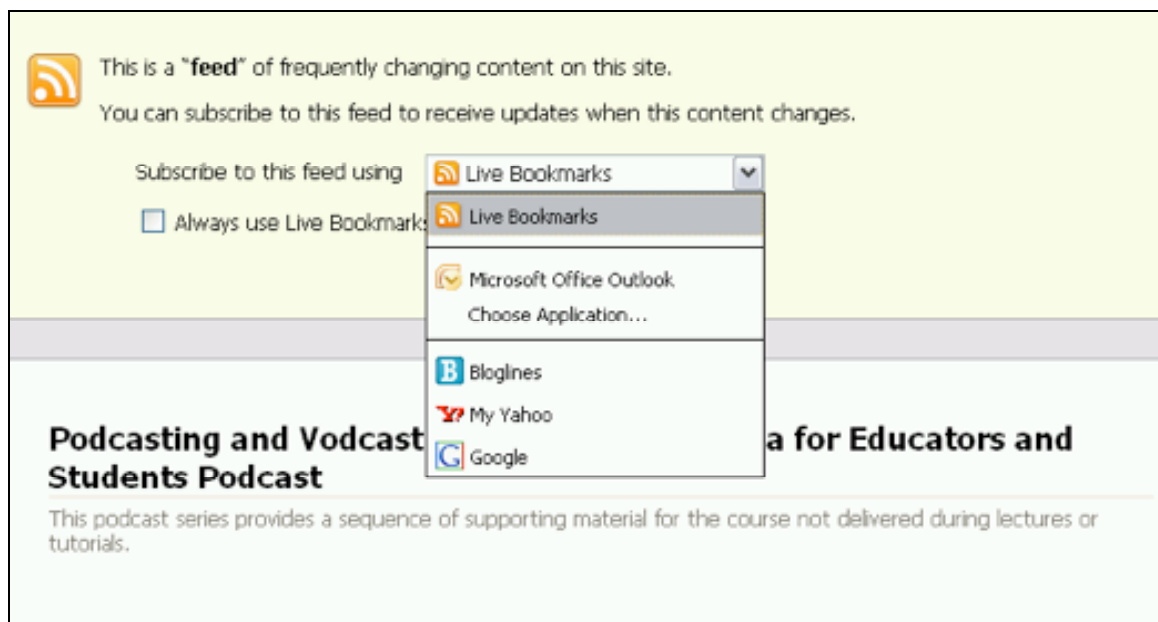 This is a "feed" of frequently changing content on this site.
You can subscribe to this feed to receive updates when this content changes.
Subscribe to this feed using Live Bookmarks
Always use Live Bookmarks
Live Bookmarks
Microsoft Office Outlook
Choose Application...
Bloglines
My Yahoo
Google
Podcasting and Vodcast a for Educators and
Students Podcast
This podcast series provides a sequence of supporting material for the course not delivered during lectures or
tutorials.